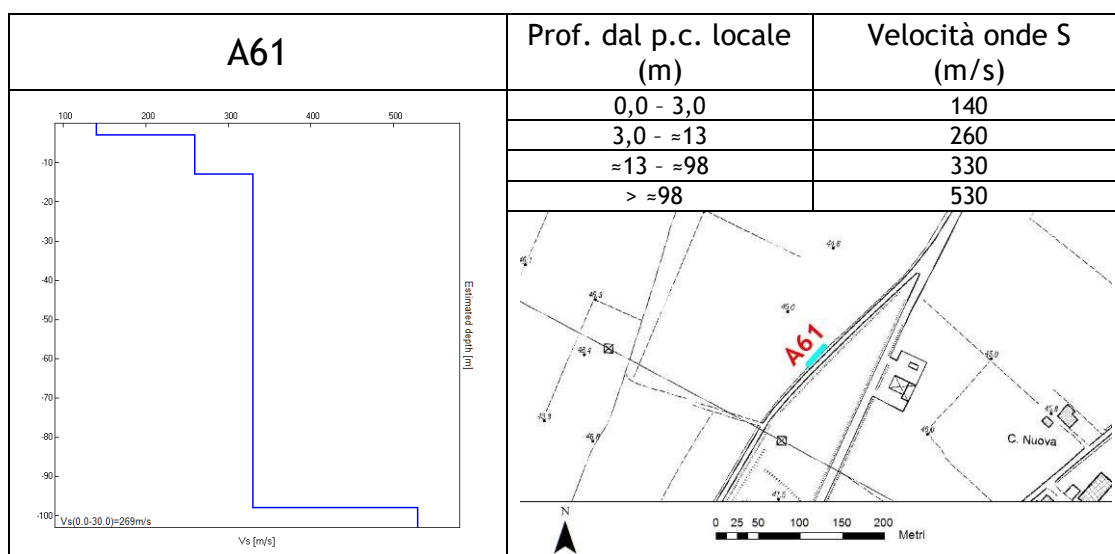 A61
Prof. dal p.c. locale
(m)
Velocità onde S
(m/s)
0,0 – 3,0 140
3,0 – ≈13 260
≈13 – ≈98 330
> ≈98 530
100 200 300 400 500
-10
-20
-30
-40
-50
-60
-70
-80
-90
-100
Estimated depth [m]
Vs(0.0-30.0)=269m/s
Vs [m/s]
A61
45,0
C. Nuova
N
0 25 50 100 150 200
Metri